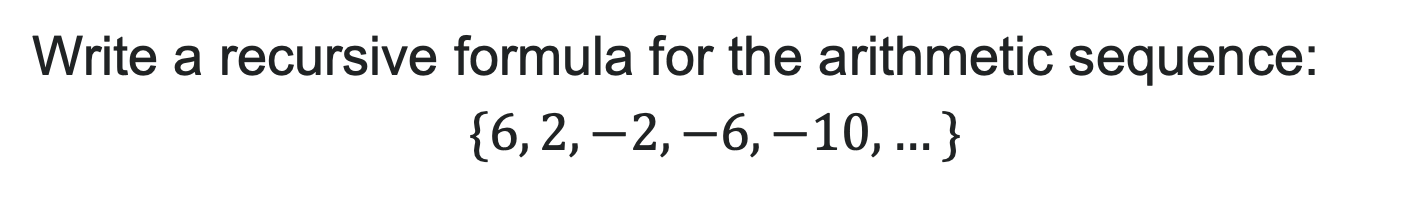 Write a recursive formula for the arithmetic sequence:
{6, 2, −2, −6, −10, ... }